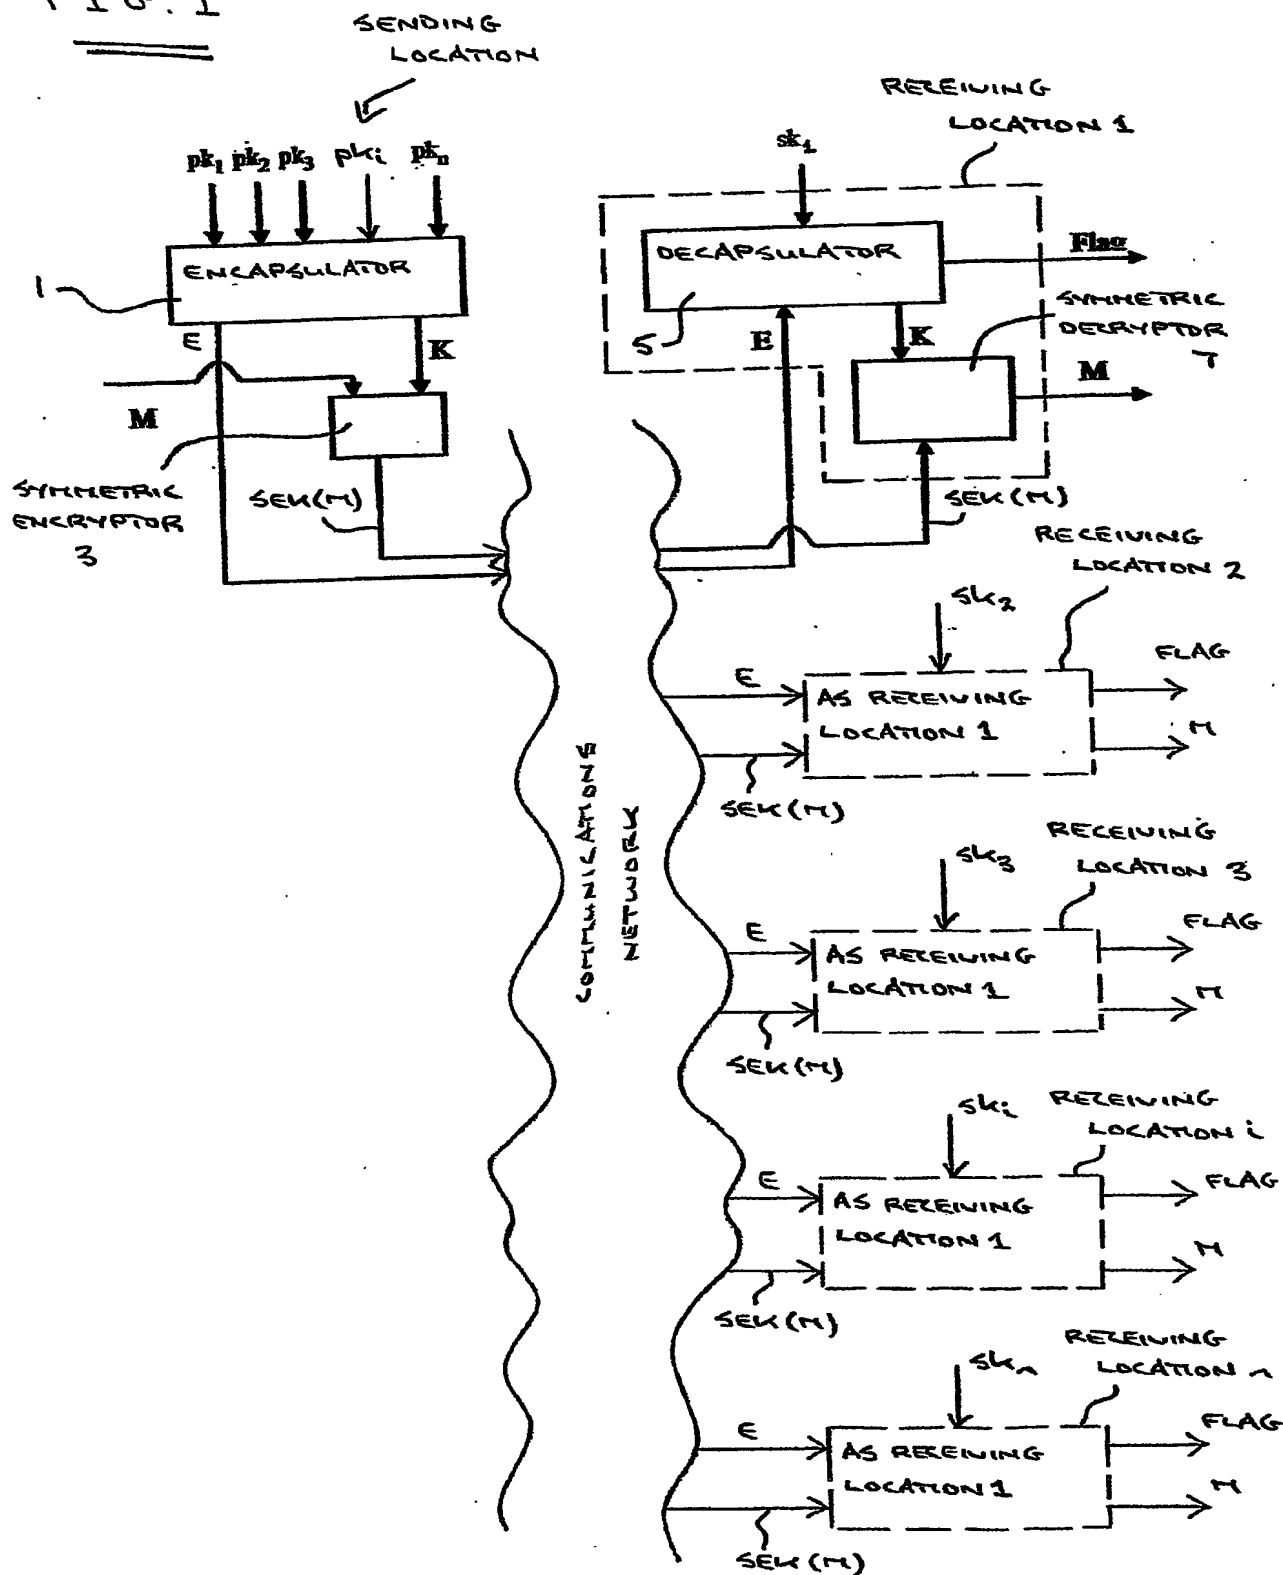 FIG. 1
SENDING
LOCATION
pk1 pk2 pk3 pki pkn
ENCAPSULATOR
1
E
K
M
SYMMETRIC
ENCRYPTOR
3
SEK(M)
RECEIVING
LOCATION 1
sk1
DECAPSULATOR
Flag
5
E
K
SYMMETRIC
DECRYPTOR
7
M
SEK(M)
COMMUNICATIONS
NETWORK
RECEIVING
LOCATION 2
sk2
E
AS RECEIVING
LOCATION 1
FLAG
M
SEK(M)
RECEIVING
LOCATION 3
sk3
E
AS RECEIVING
LOCATION 1
FLAG
M
SEK(M)
RECEIVING
LOCATION i
ski
E
AS RECEIVING
LOCATION 1
FLAG
M
SEK(M)
RECEIVING
LOCATION n
skn
E
AS RECEIVING
LOCATION 1
FLAG
M
SEK(M)